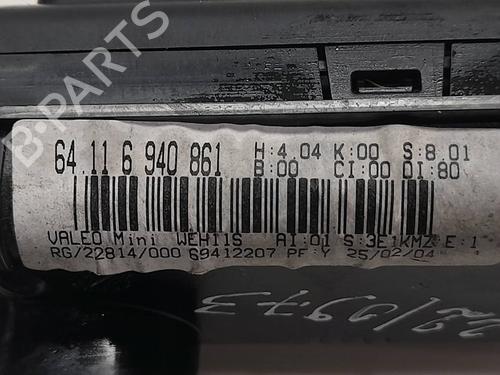 B-PARTS
64 11 6 940 861
H:4.04 K:00 S:8.01
B:00 CI:00 DI:80
VALEO Mini WEH11S AI:01 S:3E1KMZ E:1
RG/22814/000 69412207 PF:Y 25/02/04